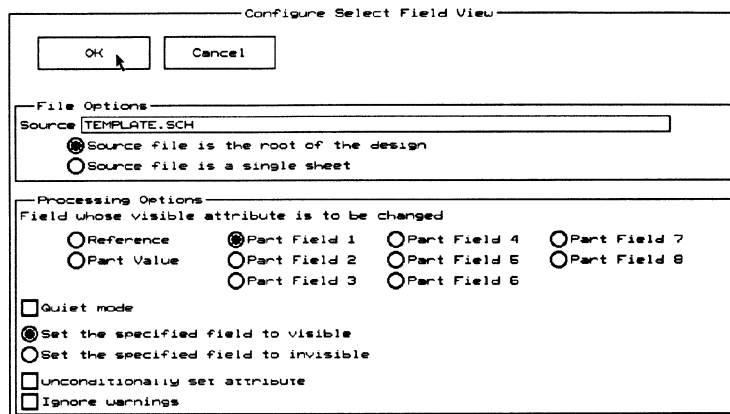 Configure Select Field View
OK Cancel
File Options
Source TEMPLATE.SCH
Source file is the root of the design
Source file is a single sheet
Processing Options
Field whose visible attribute is to be changed
Reference Part Field 1 Part Field 4 Part Field 7
Part Value Part Field 2 Part Field 5 Part Field 8
Part Field 3 Part Field 6
Quiet mode
Set the specified field to visible
Set the specified field to invisible
Unconditionally set attribute
Ignore warnings